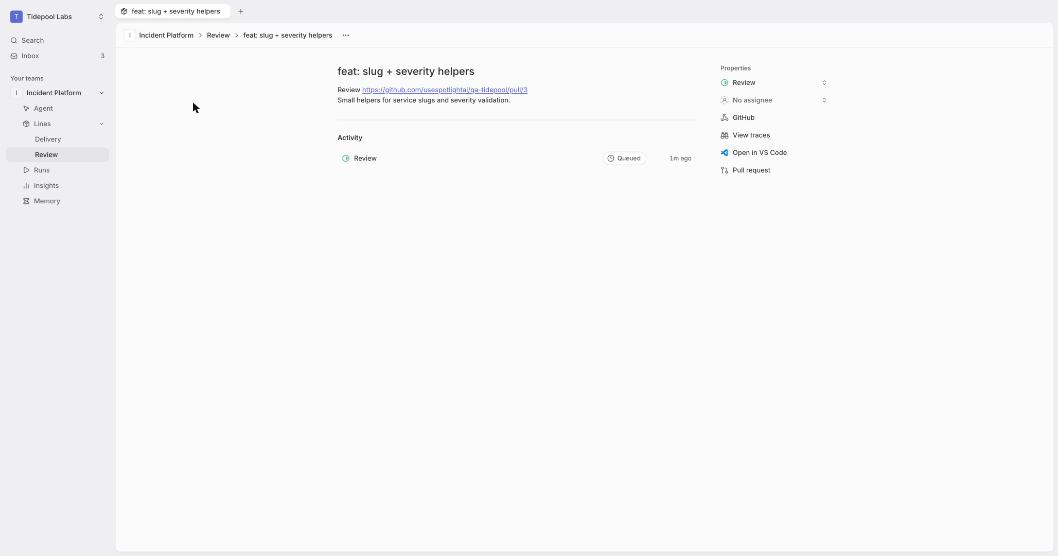 T Tidepool Labs
Search
Inbox 3
Your teams
I Incident Platform
Agent
Lines
Delivery
Review
Runs
Insights
Memory
feat: slug + severity helpers
I Incident Platform > Review > feat: slug + severity helpers ···
feat: slug + severity helpers
Review https://github.com/usespotlightai/qa-tidepool/pull/3
Small helpers for service slugs and severity validation.
Activity
Review Queued 1m ago
Properties
Review
No assignee
GitHub
View traces
Open in VS Code
Pull request